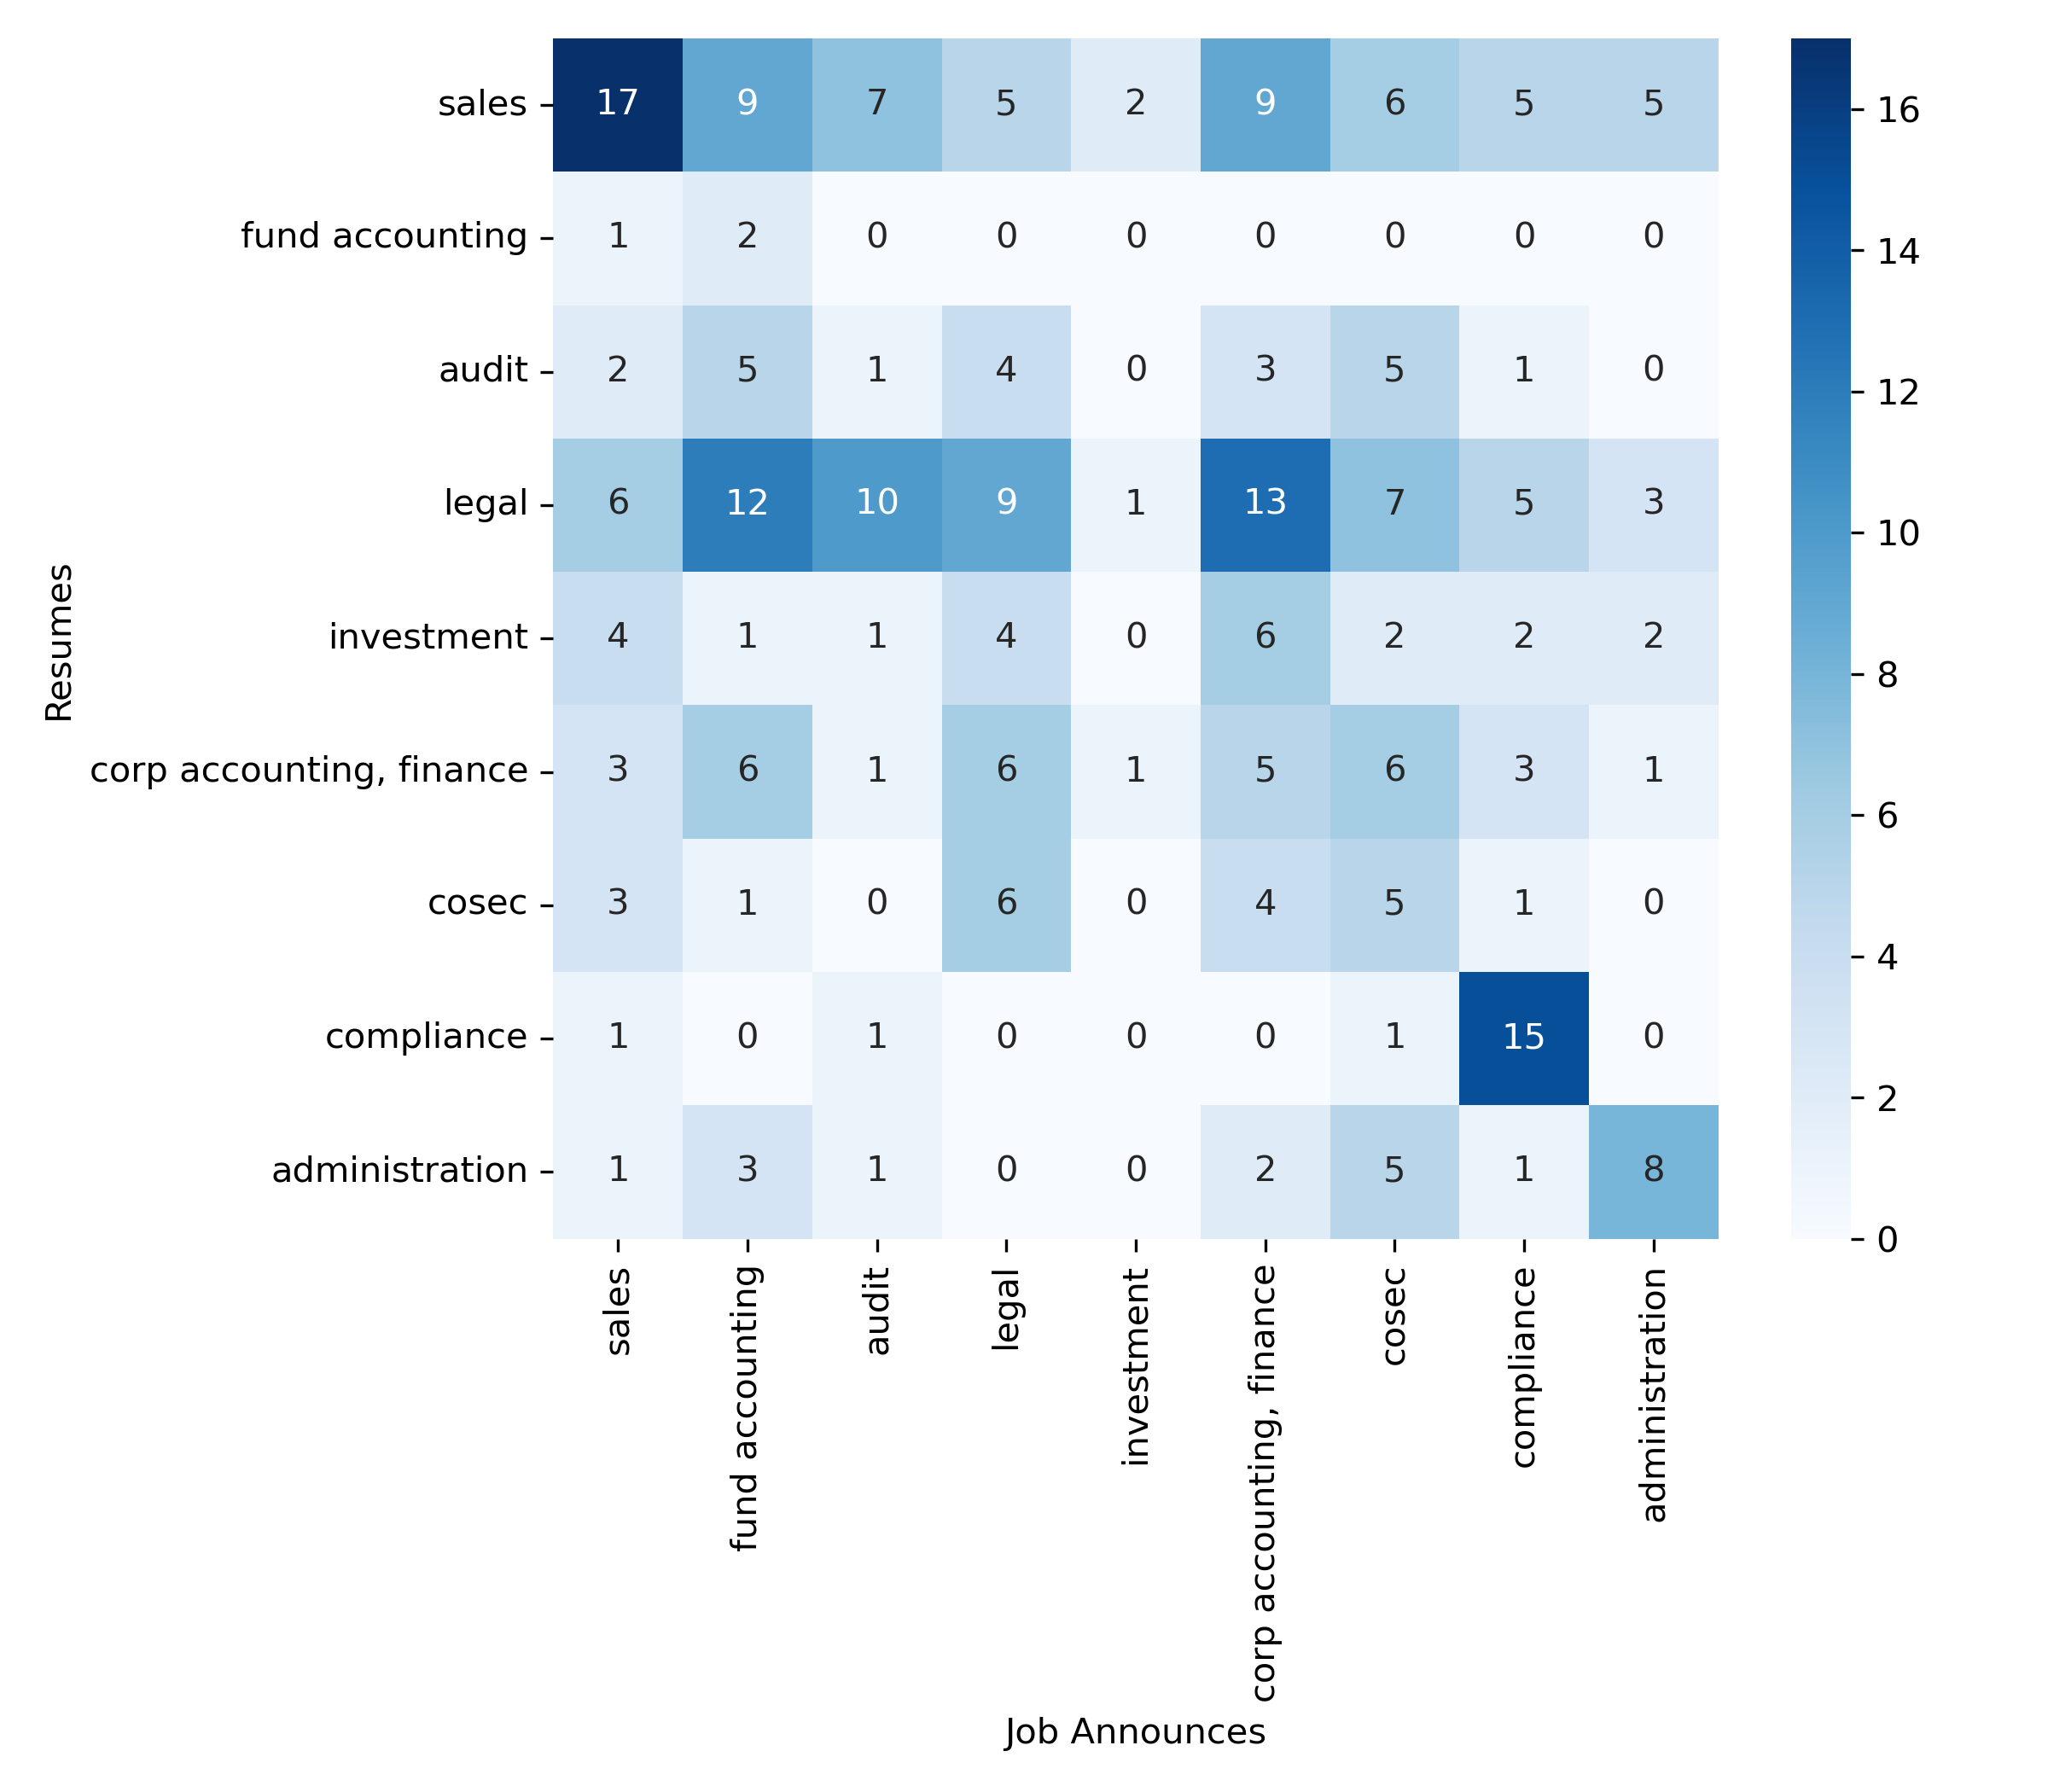 sales 17 9 7 5 2 9 6 5 5
fund accounting 1 2 0 0 0 0 0 0 0
audit 2 5 1 4 0 3 5 1 0
legal 6 12 10 9 1 13 7 5 3
investment 4 1 1 4 0 6 2 2 2
corp accounting, finance 3 6 1 6 1 5 6 3 1
cosec 3 1 0 6 0 4 5 1 0
compliance 1 0 1 0 0 0 1 15 0
administration 1 3 1 0 0 2 5 1 8
Resumes
sales
fund accounting
audit
legal
investment
corp accounting, finance
cosec
compliance
administration
Job Announces
16
14
12
10
8
6
4
2
0